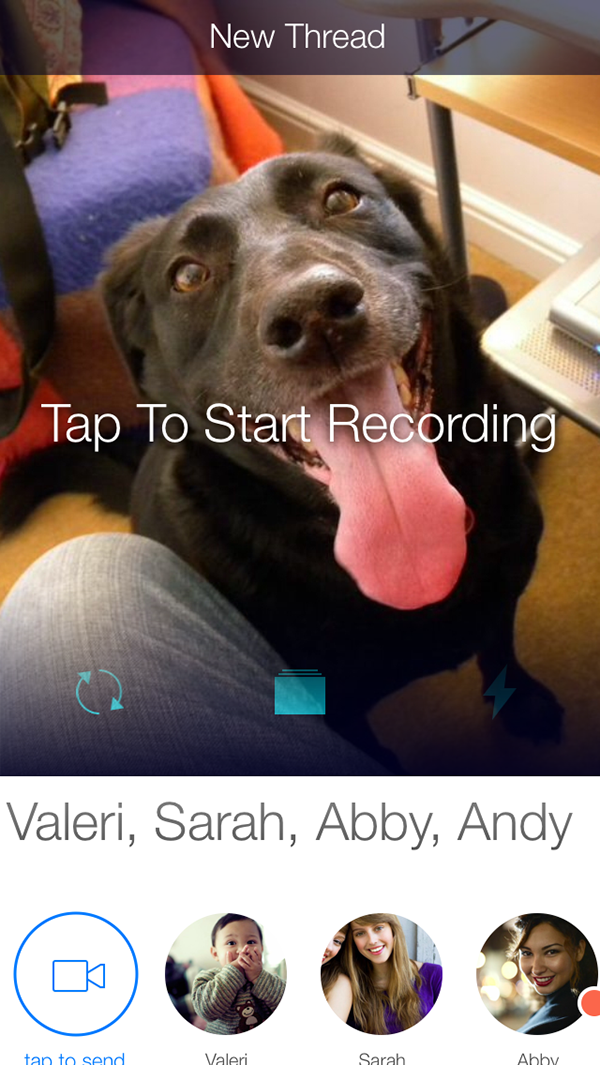 New Thread
Tap To Start Recording
Valeri, Sarah, Abby, Andy
tap to send Valeri Sarah Abby